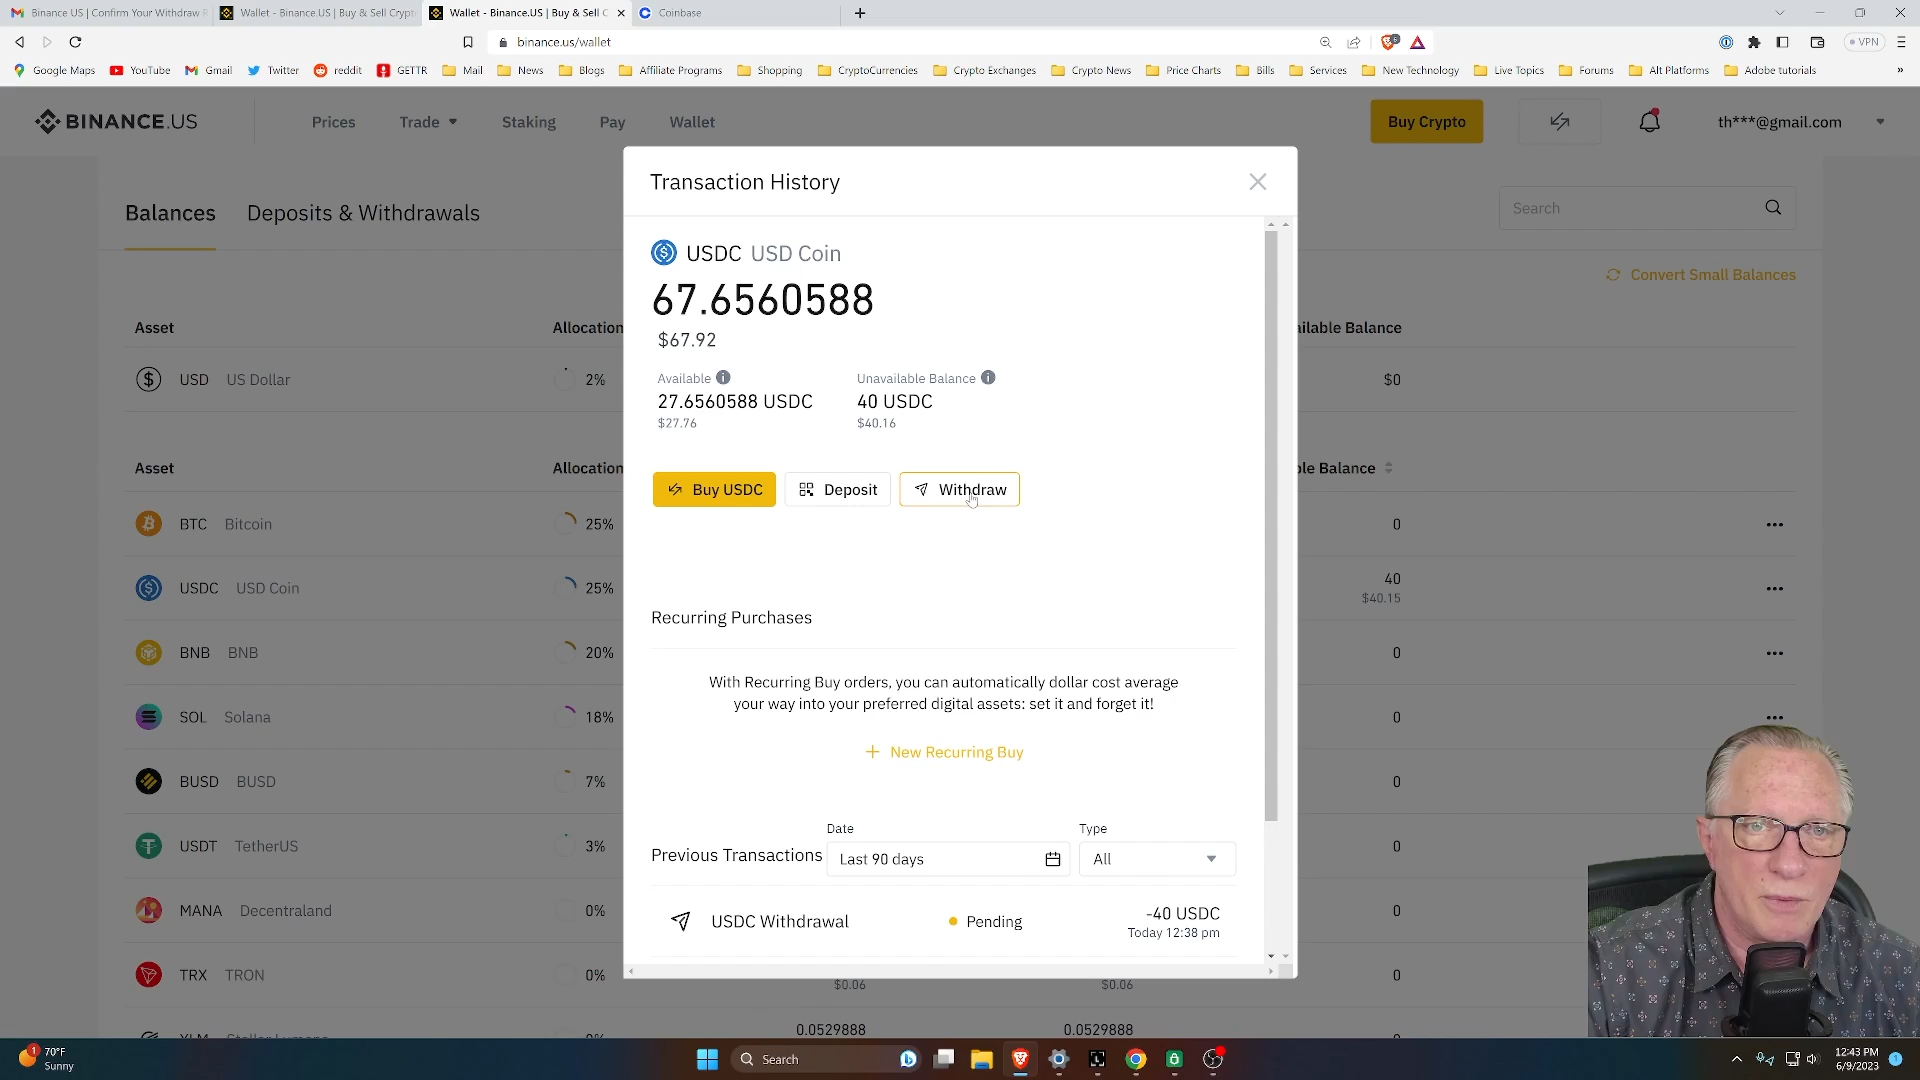 Binance US | Confirm Your Withdraw R
Wallet - Binance.US | Buy & Sell Crypt
Wallet - Binance.US | Buy & Sell C
Coinbase
binance.us/wallet
6
VPN
Google Maps
YouTube
Gmail
Twitter
reddit
GETTR
Mail
News
Blogs
Affiliate Programs
Shopping
CryptoCurrencies
Crypto Exchanges
Crypto News
Price Charts
Bills
Services
New Technology
Live Topics
Forums
Alt Platforms
Adobe tutorials
BINANCE.US
Prices
Trade
Staking
Pay
Wallet
Buy Crypto
th***@gmail.com
Balances
Deposits & Withdrawals
Search
Convert Small Balances
Asset
Allocation
ailable Balance
USD US Dollar
2%
$0
Asset
Allocation
ble Balance
BTC Bitcoin
25%
0
USDC USD Coin
25%
40
$40.15
BNB BNB
20%
0
SOL Solana
18%
0
BUSD BUSD
7%
0
USDT TetherUS
3%
0
MANA Decentraland
0%
0
TRX TRON
0%
0
$0.06
$0.06
0.0529888
0.0529888
Transaction History
USDC USD Coin
67.6560588
$67.92
Available
Unavailable Balance
27.6560588 USDC
40 USDC
$27.76
$40.16
Buy USDC
Deposit
Withdraw
Recurring Purchases
With Recurring Buy orders, you can automatically dollar cost average
your way into your preferred digital assets: set it and forget it!
+ New Recurring Buy
Previous Transactions
Date
Last 90 days
Type
All
USDC Withdrawal
Pending
-40 USDC
Today 12:38 pm
1
70°F
Sunny
Search
12:43 PM
6/9/2023
1